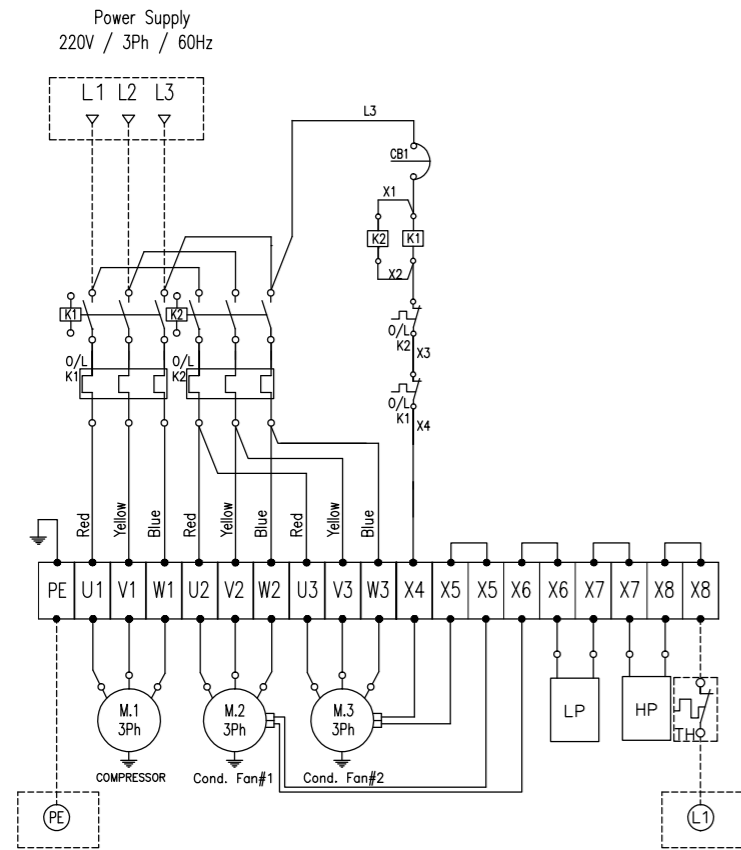 Power Supply
220V / 3Ph / 60Hz
L1 L2 L3
L3
CB1
X1
K2 K1
X2
K1 K2
O/L
K2
X3
O/L
K1
O/L
K2
O/L
K1
X4
Red Yellow Blue Red Yellow Blue Red Yellow Blue
PE U1 V1 W1 U2 V2 W2 U3 V3 W3 X4 X5 X5 X6 X6 X7 X7 X8 X8
M.1
3Ph
M.2
3Ph
M.3
3Ph
LP
HP
TH
COMPRESSOR
Cond. Fan#1
Cond. Fan#2
PE
L1